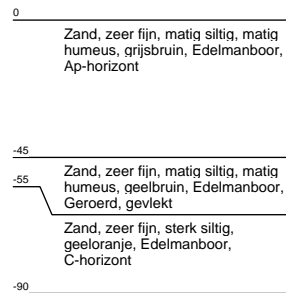 0
Zand, zeer fijn, matig siltig, matig
humeus, grijsbruin, Edelmanboor,
Ap-horizont
-45
Zand, zeer fijn, matig siltig, matig
humeus, geelbruin, Edelmanboor,
Geroerd, gevlekt
-55
Zand, zeer fijn, sterk siltig,
geeloranje, Edelmanboor,
C-horizont
-90